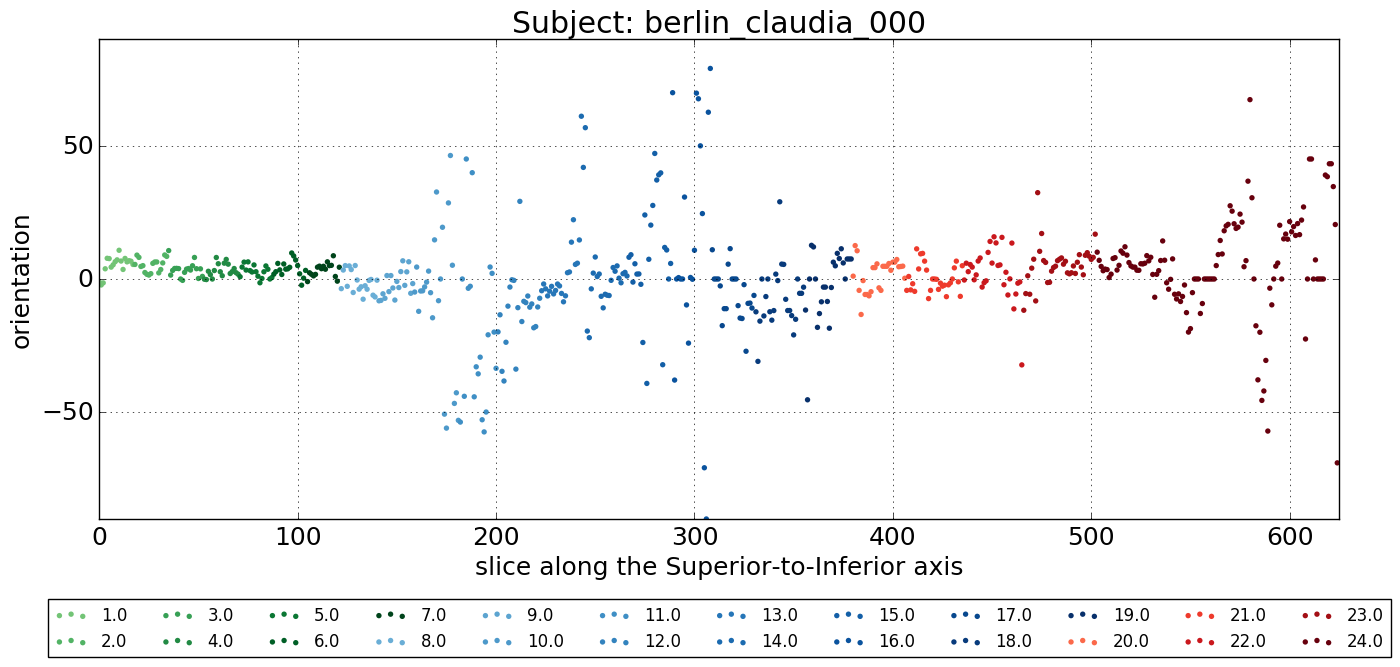 Subject: berlin_claudia_000
orientation
50
0
−50
0 100 200 300 400 500 600
slice along the Superior-to-Inferior axis
1.0 3.0 5.0 7.0 9.0 11.0 13.0 15.0 17.0 19.0 21.0 23.0
2.0 4.0 6.0 8.0 10.0 12.0 14.0 16.0 18.0 20.0 22.0 24.0